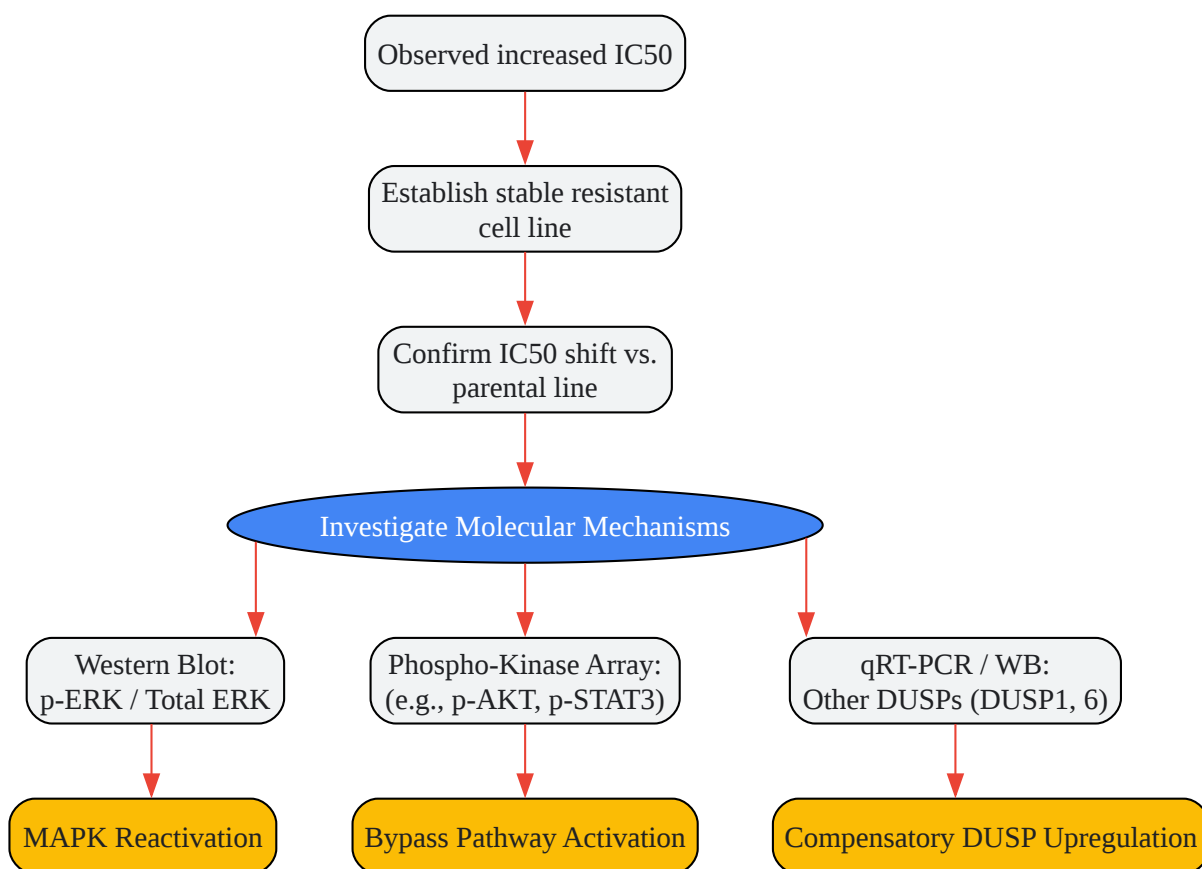 Observed increased IC50
Establish stable resistant
cell line
Confirm IC50 shift vs.
parental line
Investigate Molecular Mechanisms
Western Blot:
p-ERK / Total ERK
Phospho-Kinase Array:
(e.g., p-AKT, p-STAT3)
qRT-PCR / WB:
Other DUSPs (DUSP1, 6)
MAPK Reactivation
Bypass Pathway Activation
Compensatory DUSP Upregulation